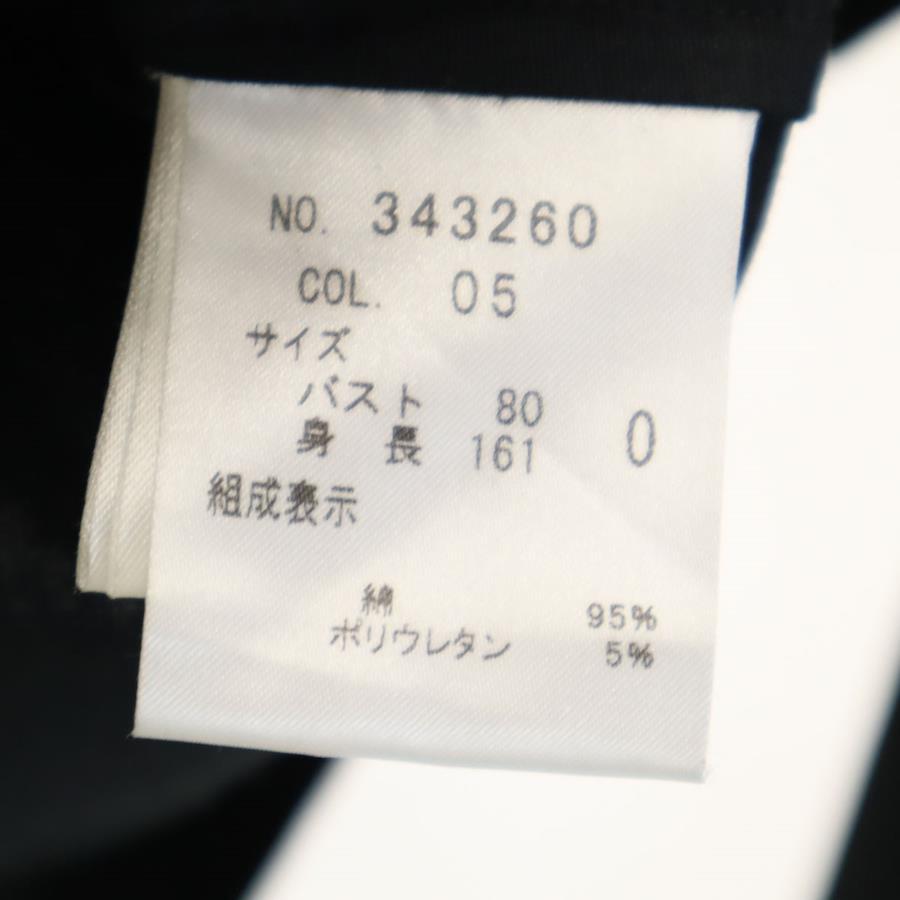 NO. 343260
COL. 05
サイズ
バスト 80
身長 161 0
組成表示
綿 95%
ポリウレタン 5%